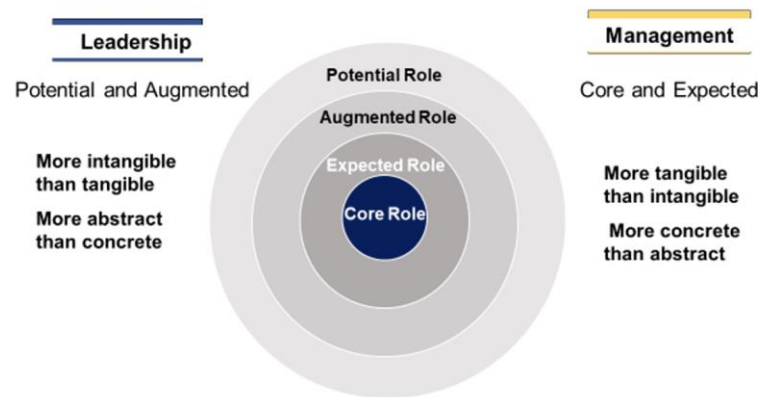 Leadership
Potential and Augmented
More intangible
than tangible
More abstract
than concrete
Potential Role
Augmented Role
Expected Role
Core Role
Management
Core and Expected
More tangible
than intangible
More concrete
than abstract